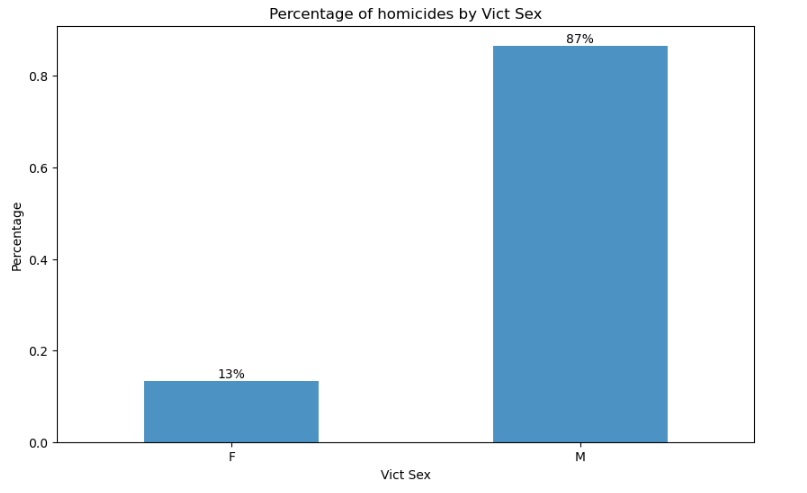 Percentage of homicides by Vict Sex
87%
0.8
0.6
Percentage
0.4
0.2
13%
0.0
F M
Vict Sex